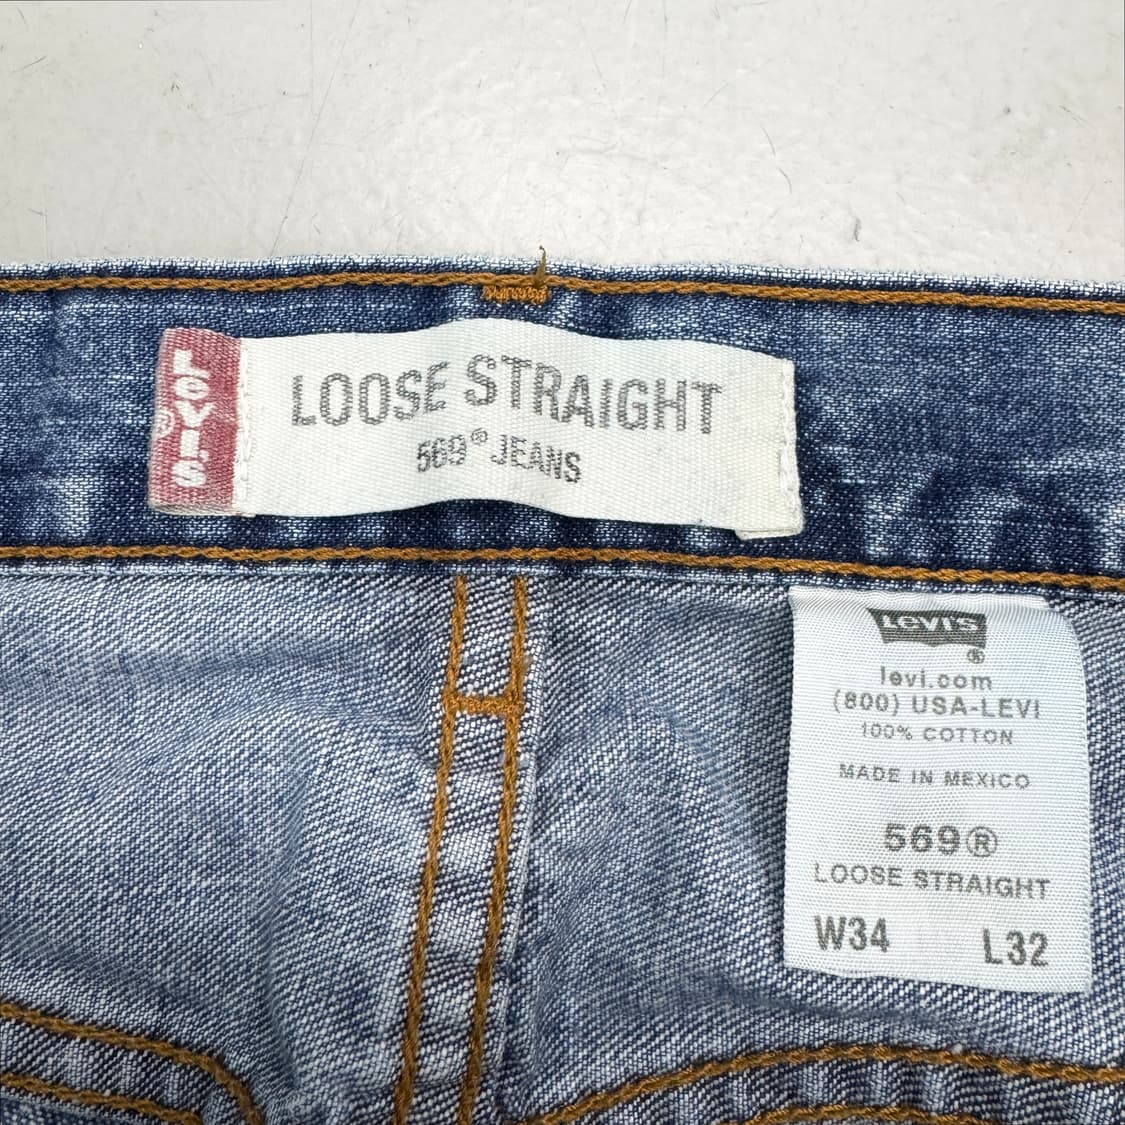 Levi's®
LOOSE STRAIGHT
569® JEANS
Levi's
®
levi.com
(800) USA-LEVI
100% COTTON
MADE IN MEXICO
569®
LOOSE STRAIGHT
W34 L32